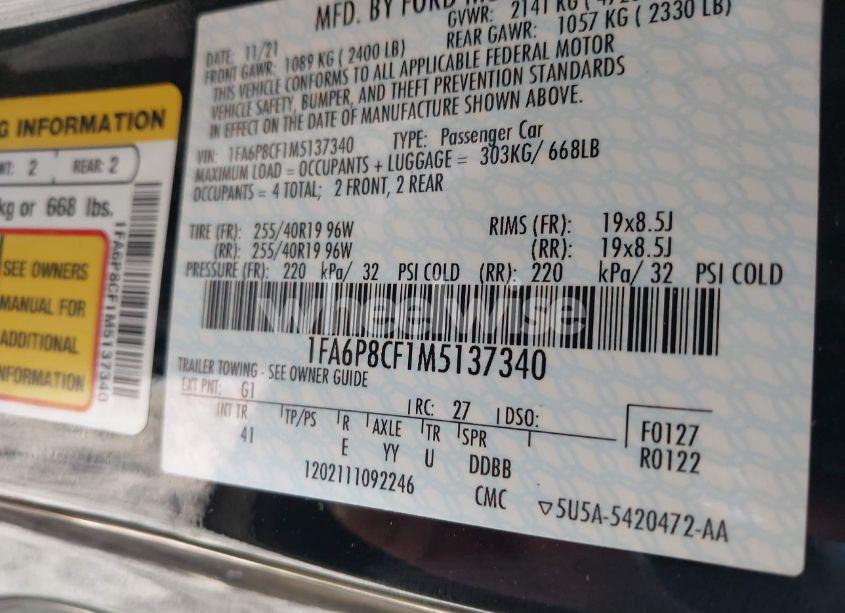 MFD. BY FORD
GVWR: 2141 KG
DATE: 11/21
REAR GAWR: 1057 KG ( 2330 LB)
FRONT GAWR: 1089 KG ( 2400 LB)
THIS VEHICLE CONFORMS TO ALL APPLICABLE FEDERAL MOTOR
VEHICLE SAFETY, BUMPER, AND THEFT PREVENTION STANDARDS
IN EFFECT ON THE DATE OF MANUFACTURE SHOWN ABOVE.
VIN: 1FA6P8CF1M5137340 TYPE: Passenger Car
MAXIMUM LOAD = OCCUPANTS + LUGGAGE = 303KG/ 668LB
OCCUPANTS = 4 TOTAL; 2 FRONT, 2 REAR
TIRE (FR): 255/40R19 96W RIMS (FR): 19x8.5J
(RR): 255/40R19 96W (RR): 19x8.5J
PRESSURE (FR): 220 kPa/ 32 PSI COLD (RR): 220 kPa/ 32 PSI COLD
wheelwise
1FA6P8CF1M5137340
TRAILER TOWING - SEE OWNER GUIDE
EXT PNT: G1 RC: 27 DSO:
INT TR TP/PS R AXLE TR SPR
41 E YY U DDBB
F0127
R0122
1202111092246 CMC ▽5U5A-5420472-AA
G INFORMATION
2 REAR: 2
kg or 668 lbs.
SEE OWNERS
MANUAL FOR
ADDITIONAL
INFORMATION
1FA6P8CF1M5137340